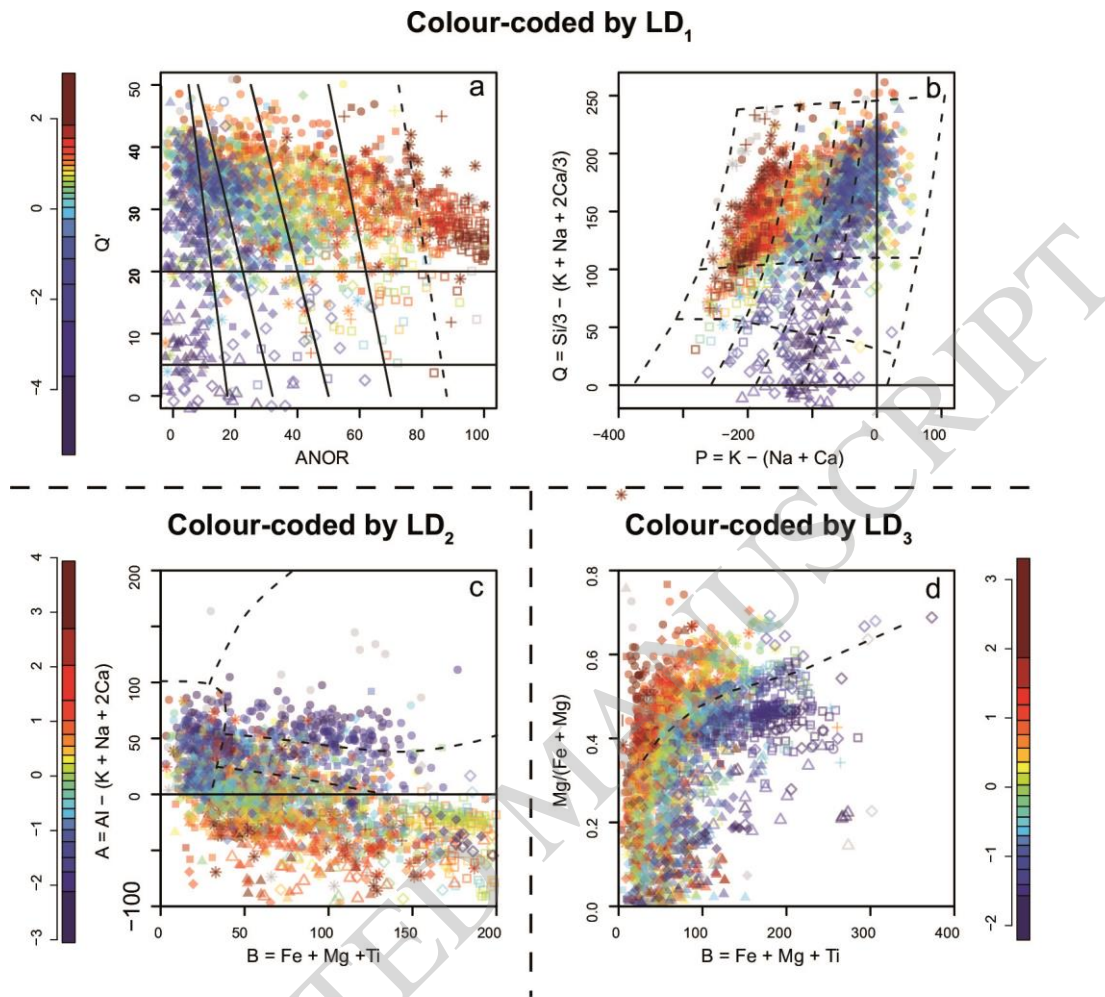 Colour-coded by LD1
2
0
-2
-4
50
40
30
20
10
0
Q'
a
0 20 40 60 80 100
ANOR
250
200
150
100
50
0
Q = Si/3 − (K + Na + 2Ca/3)
b
−400 −200 0 100
P = K − (Na + Ca)
Colour-coded by LD2
4
3
2
1
0
-1
-2
-3
200
100
50
0
−100
A = Al − (K + Na + 2Ca)
c
0 50 100 150 200
B = Fe + Mg +Ti
Colour-coded by LD3
0.8
0.6
0.4
0.2
0.0
Mg/(Fe + Mg)
d
0 100 200 300 400
B = Fe + Mg + Ti
3
1
0
-1
-2
TED MANUSCRIPT